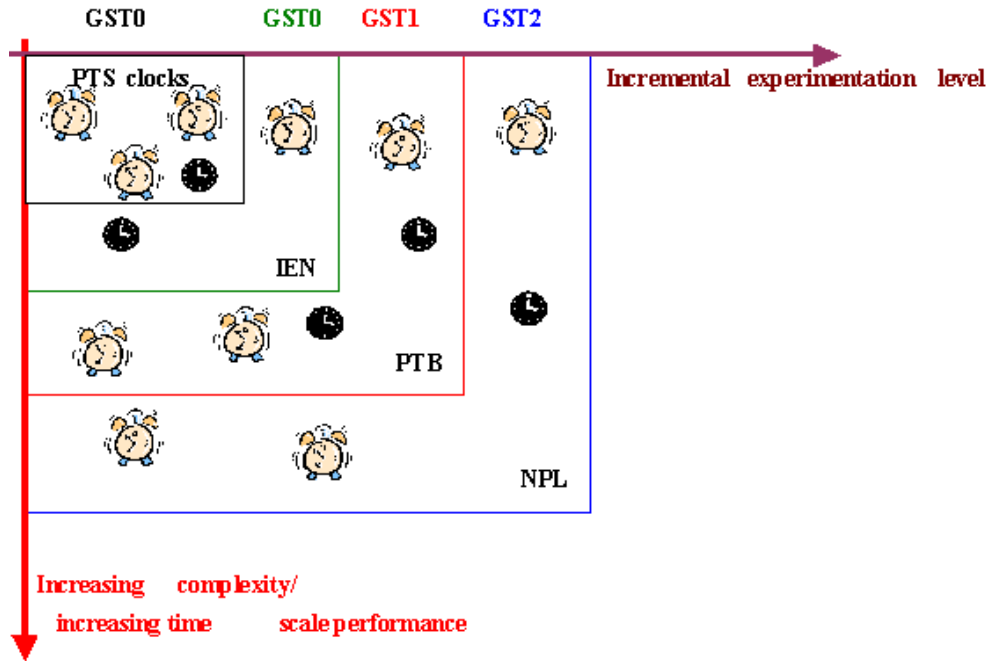 GST0 GST0 GST1 GST2
PTS clocks
Incremental experimentation level
IEN
PTB
NPL
Increasing complexity/
increasing time scale performance